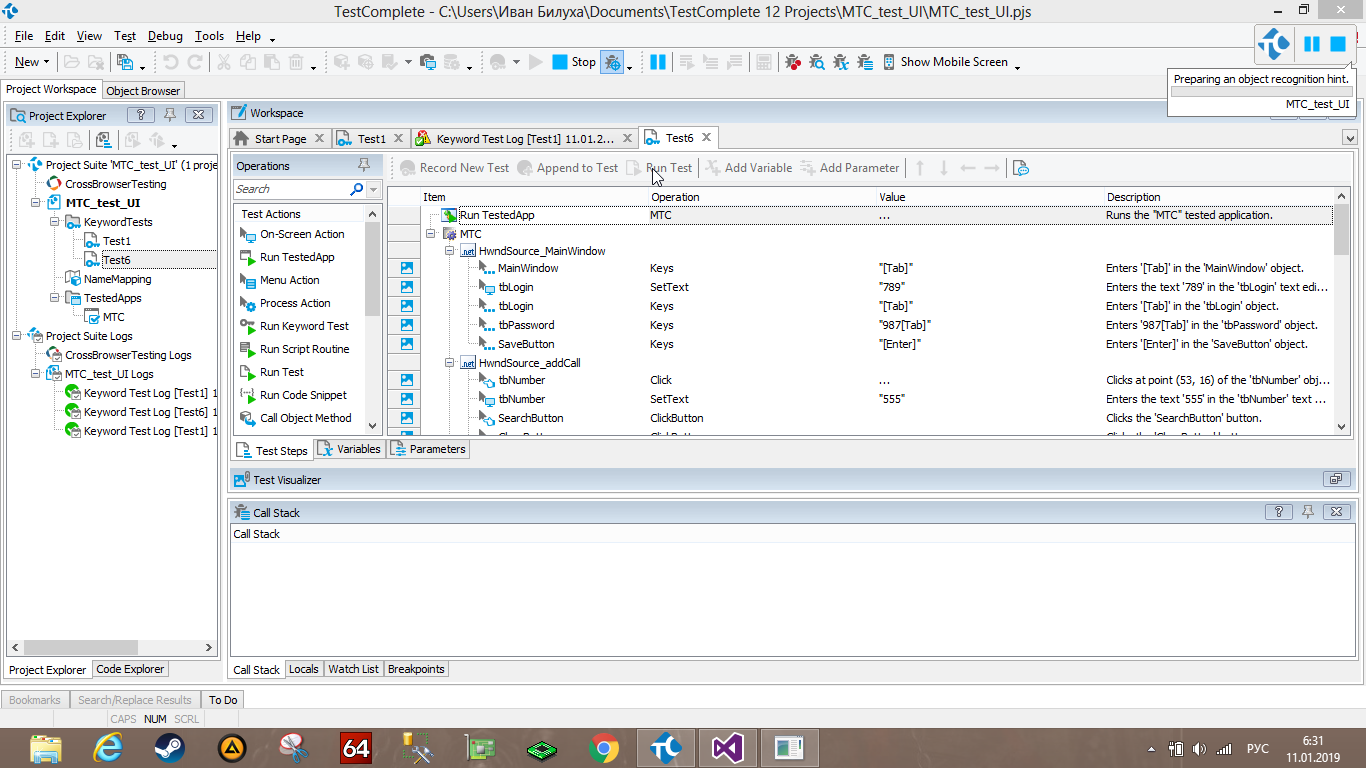 TestComplete - C:\Users\Иван Билуха\Documents\TestComplete 12 Projects\MTC_test_UI\MTC_test_UI.pjs
File Edit View Test Debug Tools Help
New Stop Show Mobile Screen
Preparing an object recognition hint.
MTC_test_UI
Project Workspace Object Browser
Project Explorer
Project Suite 'MTC_test_UI' (1 proje
CrossBrowserTesting
MTC_test_UI
KeywordTests
Test1
Test6
NameMapping
TestedApps
MTC
Project Suite Logs
CrossBrowserTesting Logs
MTC_test_UI Logs
Keyword Test Log [Test1] 1
Keyword Test Log [Test6] 1
Keyword Test Log [Test1] 1
Project Explorer Code Explorer
Workspace
Start Page Test1 Keyword Test Log [Test1] 11.01.2... Test6
Operations
Search
Test Actions
On-Screen Action
Run TestedApp
Menu Action
Process Action
Run Keyword Test
Run Script Routine
Run Test
Run Code Snippet
Call Object Method
Record New Test Append to Test Run Test Add Variable Add Parameter
Item Operation Value Description
Run TestedApp MTC ... Runs the "MTC" tested application.
MTC
.net HwndSource_MainWindow
MainWindow Keys "[Tab]" Enters '[Tab]' in the 'MainWindow' object.
tbLogin SetText "789" Enters the text '789' in the 'tbLogin' text edi...
tbLogin Keys "[Tab]" Enters '[Tab]' in the 'tbLogin' object.
tbPassword Keys "987[Tab]" Enters '987[Tab]' in the 'tbPassword' object.
SaveButton Keys "[Enter]" Enters '[Enter]' in the 'SaveButton' object.
.net HwndSource_addCall
tbNumber Click ... Clicks at point (53, 16) of the 'tbNumber' obj...
tbNumber SetText "555" Enters the text '555' in the 'tbNumber' text ...
SearchButton ClickButton Clicks the 'SearchButton' button.
Test Steps Variables Parameters
Test Visualizer
Call Stack
Call Stack
Call Stack Locals Watch List Breakpoints
Bookmarks Search/Replace Results To Do
CAPS NUM SCRL
64
РУС
6:31
11.01.2019